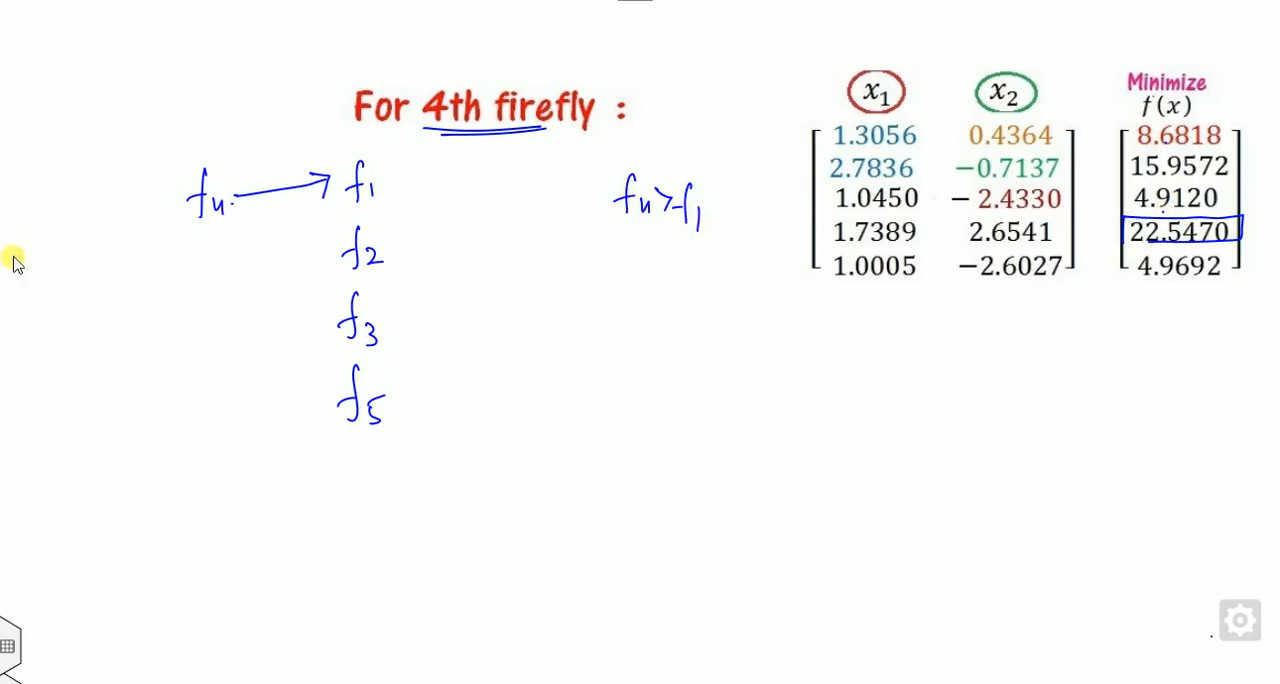 For 4th firefly :
f4 → f1
f2
f3
f5
f4 > f1
x1 x2 Minimize f(x)
1.3056 0.4364 8.6818
2.7836 −0.7137 15.9572
1.0450 − 2.4330 4.9120
1.7389 2.6541 22.5470
1.0005 −2.6027 4.9692